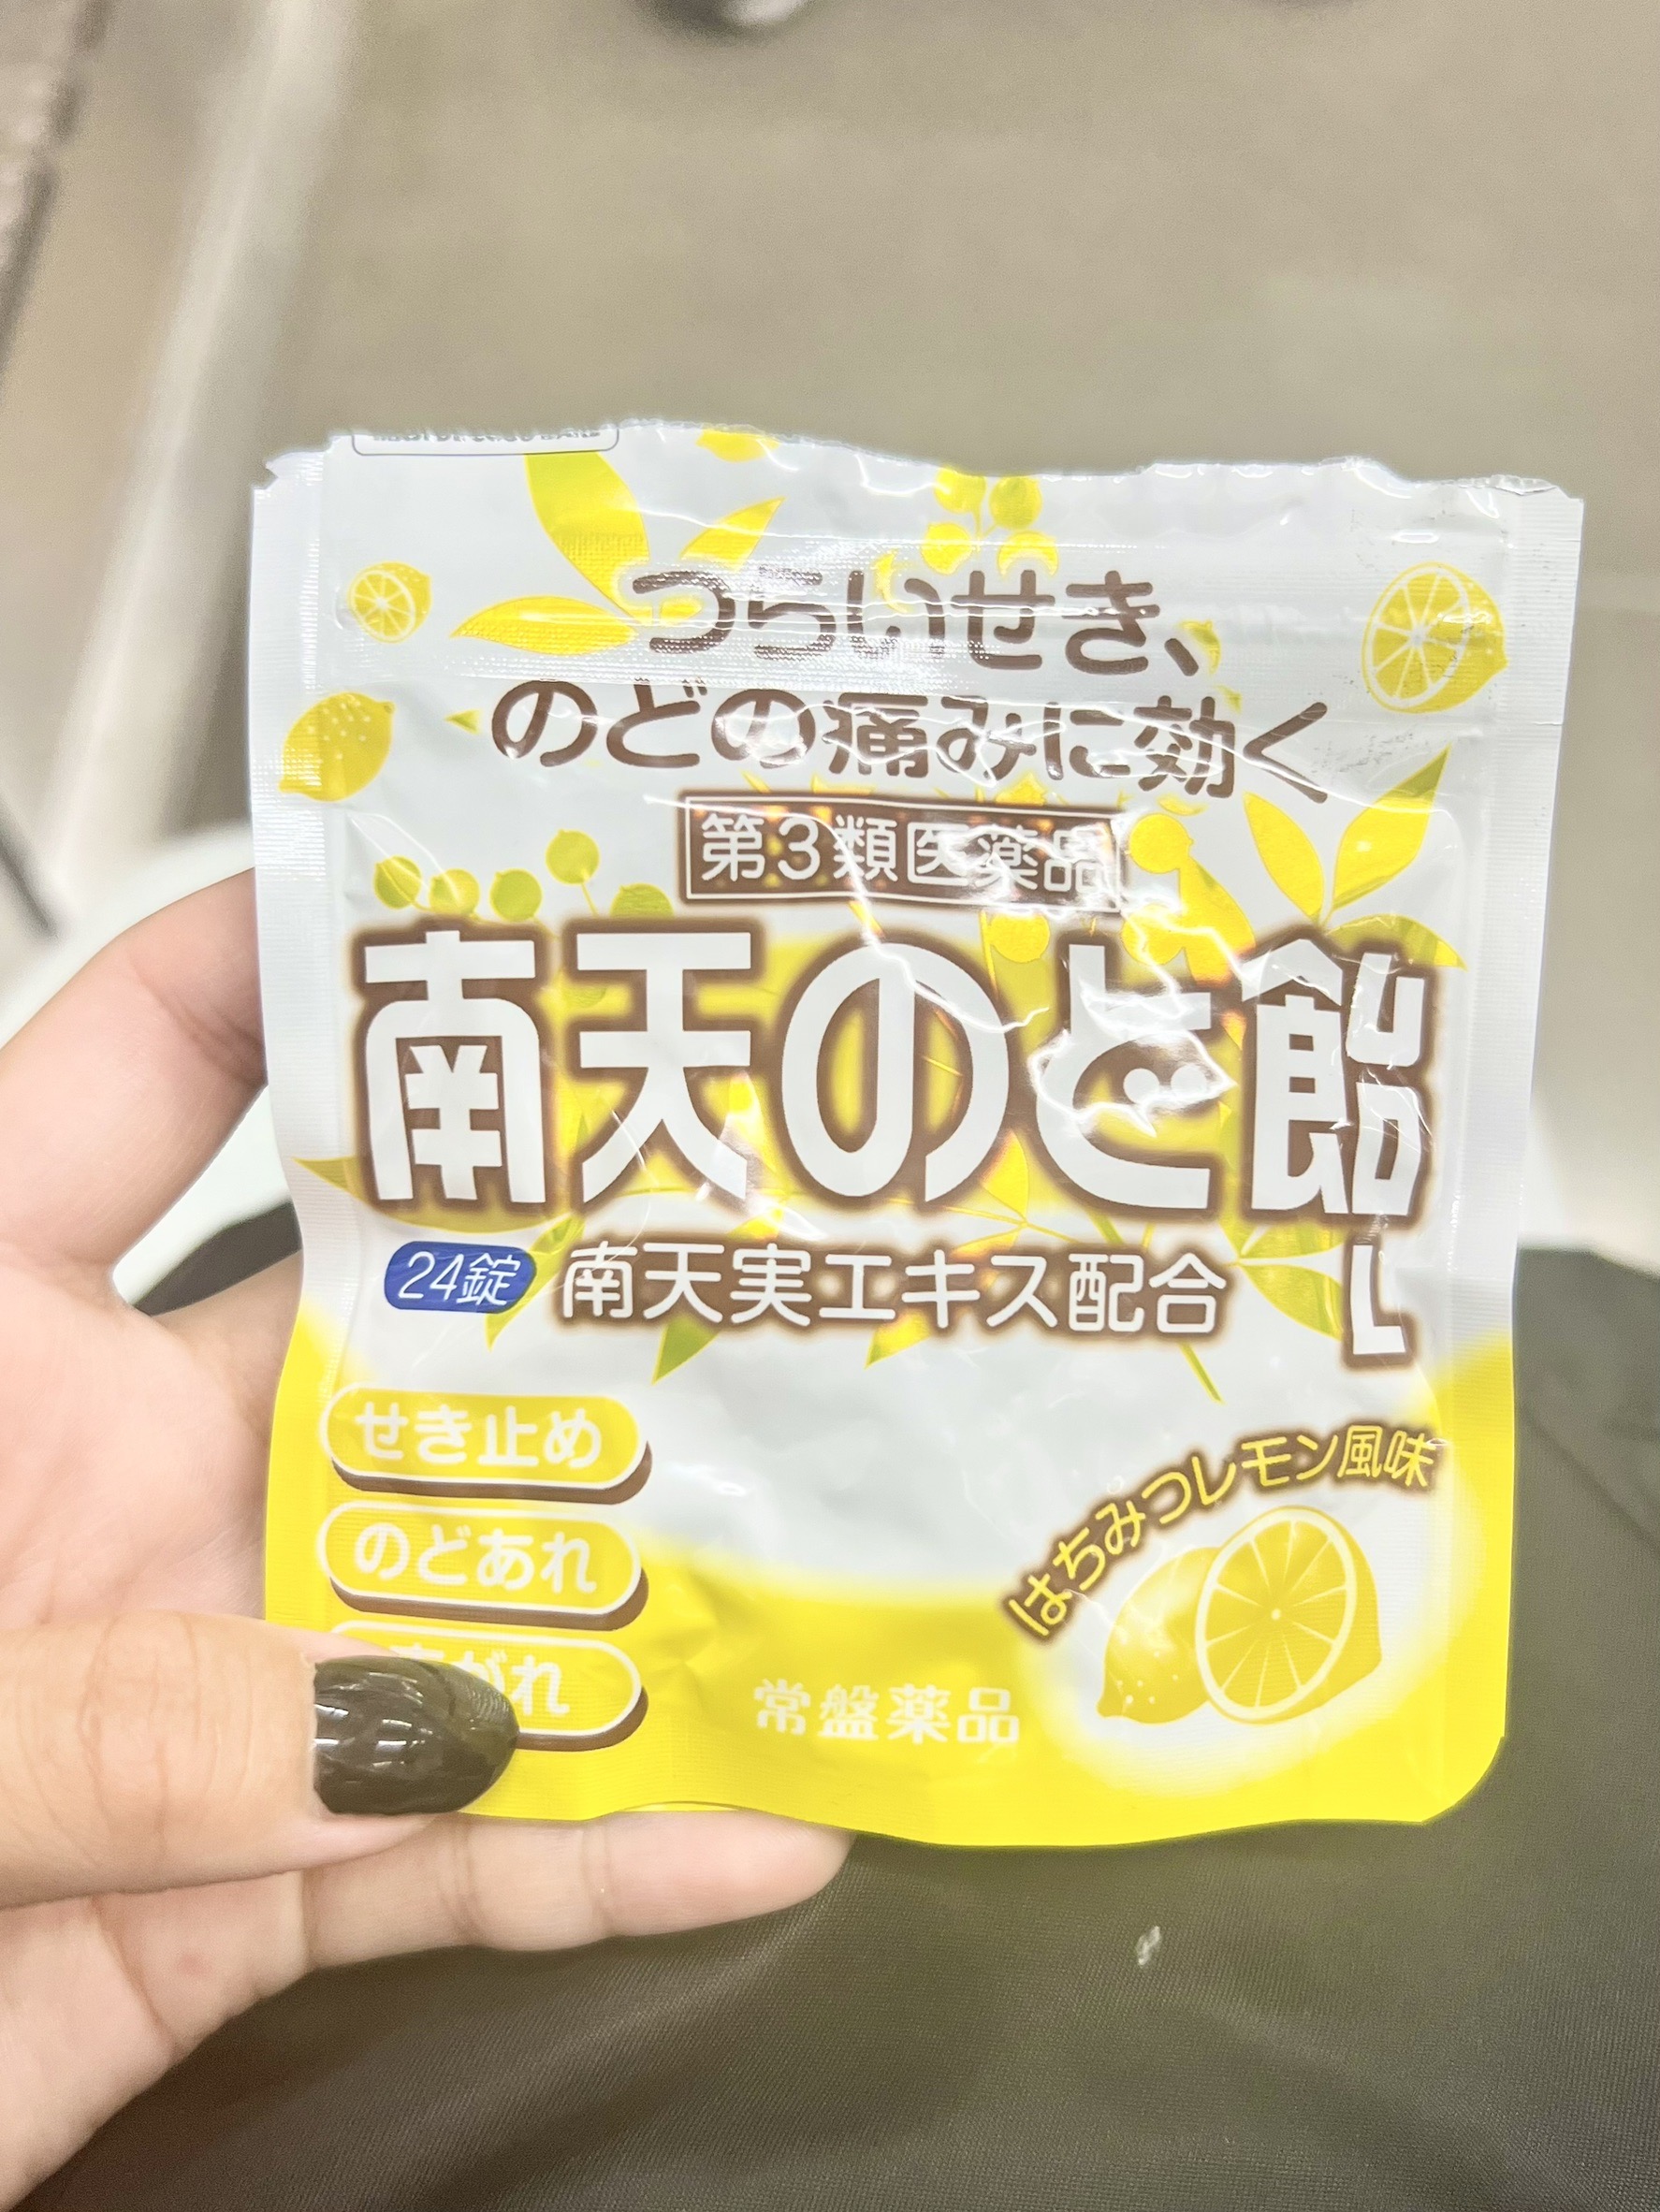 つらいせき、
のどの痛みに効く
第3類医薬品
南天のど飴L
24錠
南天実エキス配合
せき止め
のどあれ
がれ
はちみつレモン風味
常盤薬品